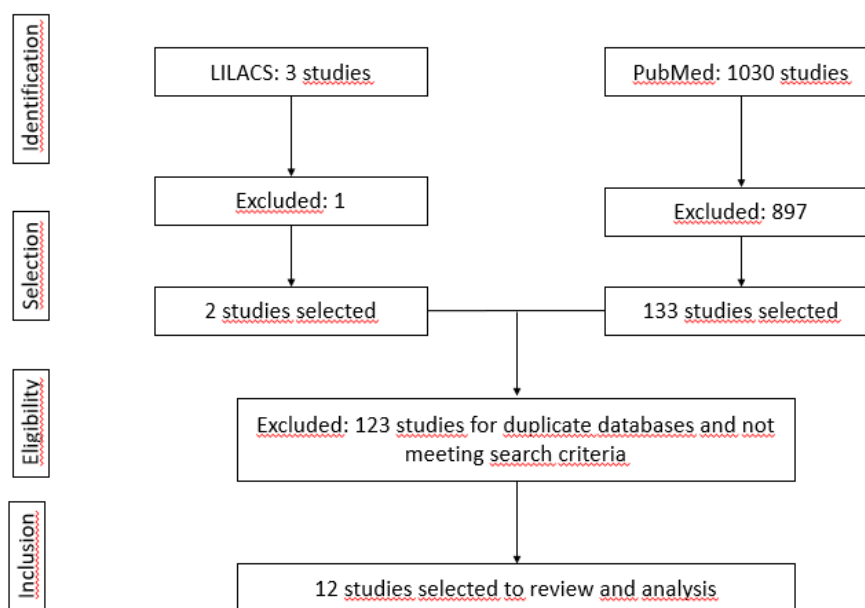 Identification
LILACS: 3 studies
PubMed: 1030 studies
Excluded: 1
Excluded: 897
Selection
2 studies selected
133 studies selected
Eligibility
Excluded: 123 studies for duplicate databases and not
meeting search criteria
Inclusion
12 studies selected to review and analysis